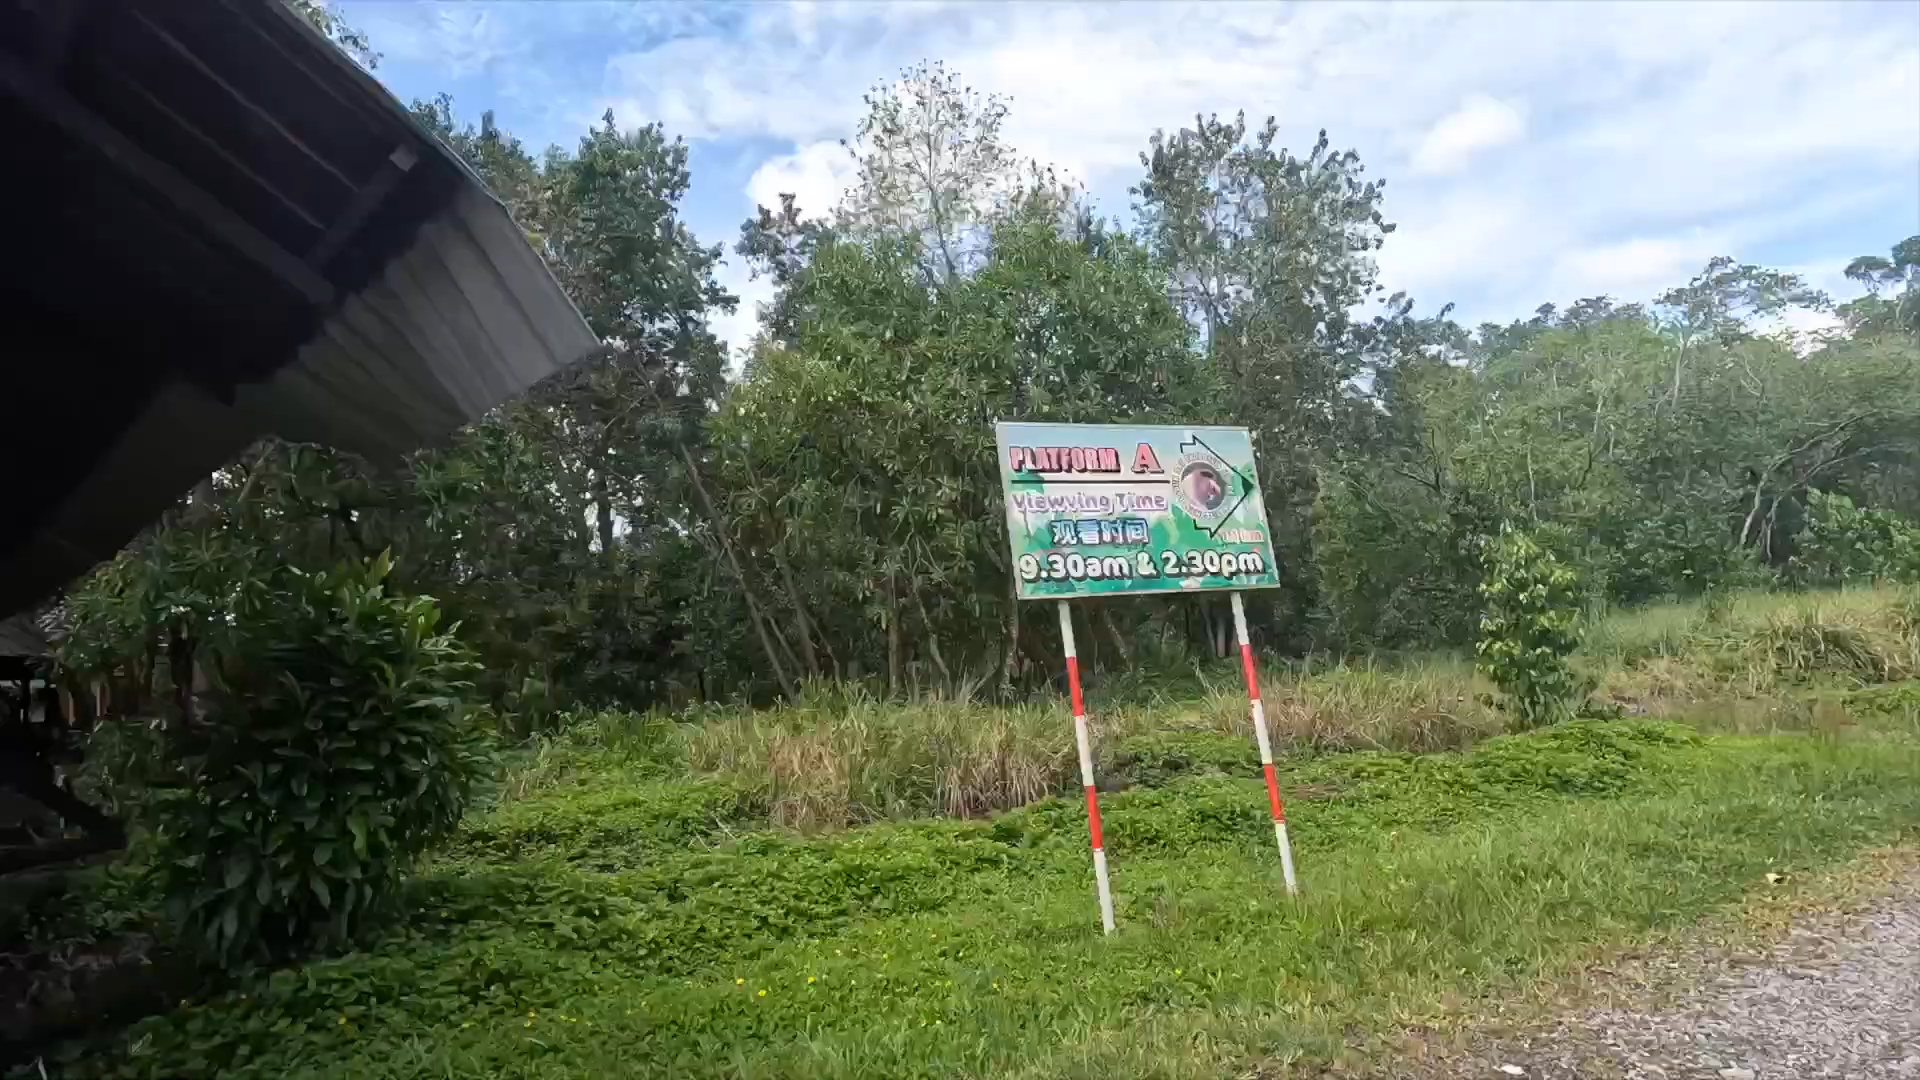 PLATFORM A
Viewving Time
观看时间
9.30am & 2.30pm